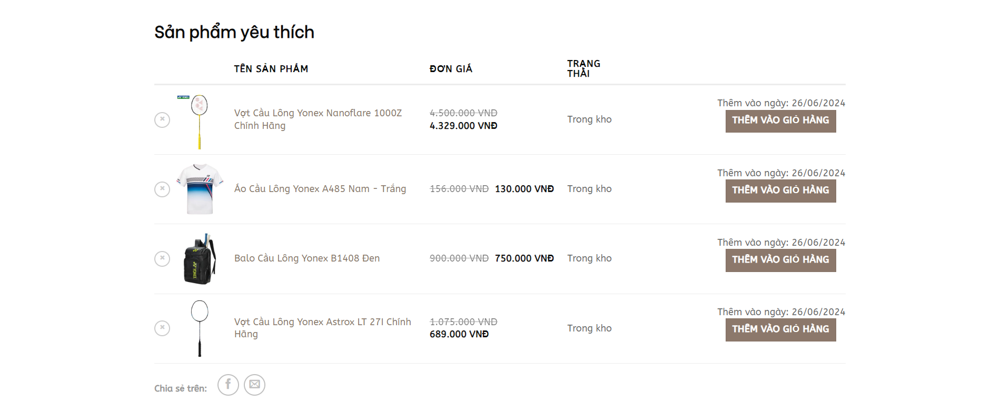 Sản phẩm yêu thích
TÊN SẢN PHẨM
ĐƠN GIÁ
TRẠNG
THÁI
YONEX
Vợt Cầu Lông Yonex Nanoflare 1000Z
Chính Hãng
4.500.000 VNĐ
4.329.000 VNĐ
Trong kho
Thêm vào ngày: 26/06/2024
THÊM VÀO GIỎ HÀNG
Áo Cầu Lông Yonex A485 Nam - Trắng
156.000 VNĐ 130.000 VNĐ
Trong kho
Thêm vào ngày: 26/06/2024
THÊM VÀO GIỎ HÀNG
YONEX
Balo Cầu Lông Yonex B1408 Đen
900.000 VNĐ 750.000 VNĐ
Trong kho
Thêm vào ngày: 26/06/2024
THÊM VÀO GIỎ HÀNG
Vợt Cầu Lông Yonex Astrox LT 27I Chính
Hãng
1.075.000 VNĐ
689.000 VNĐ
Trong kho
Thêm vào ngày: 26/06/2024
THÊM VÀO GIỎ HÀNG
Chia sẻ trên: